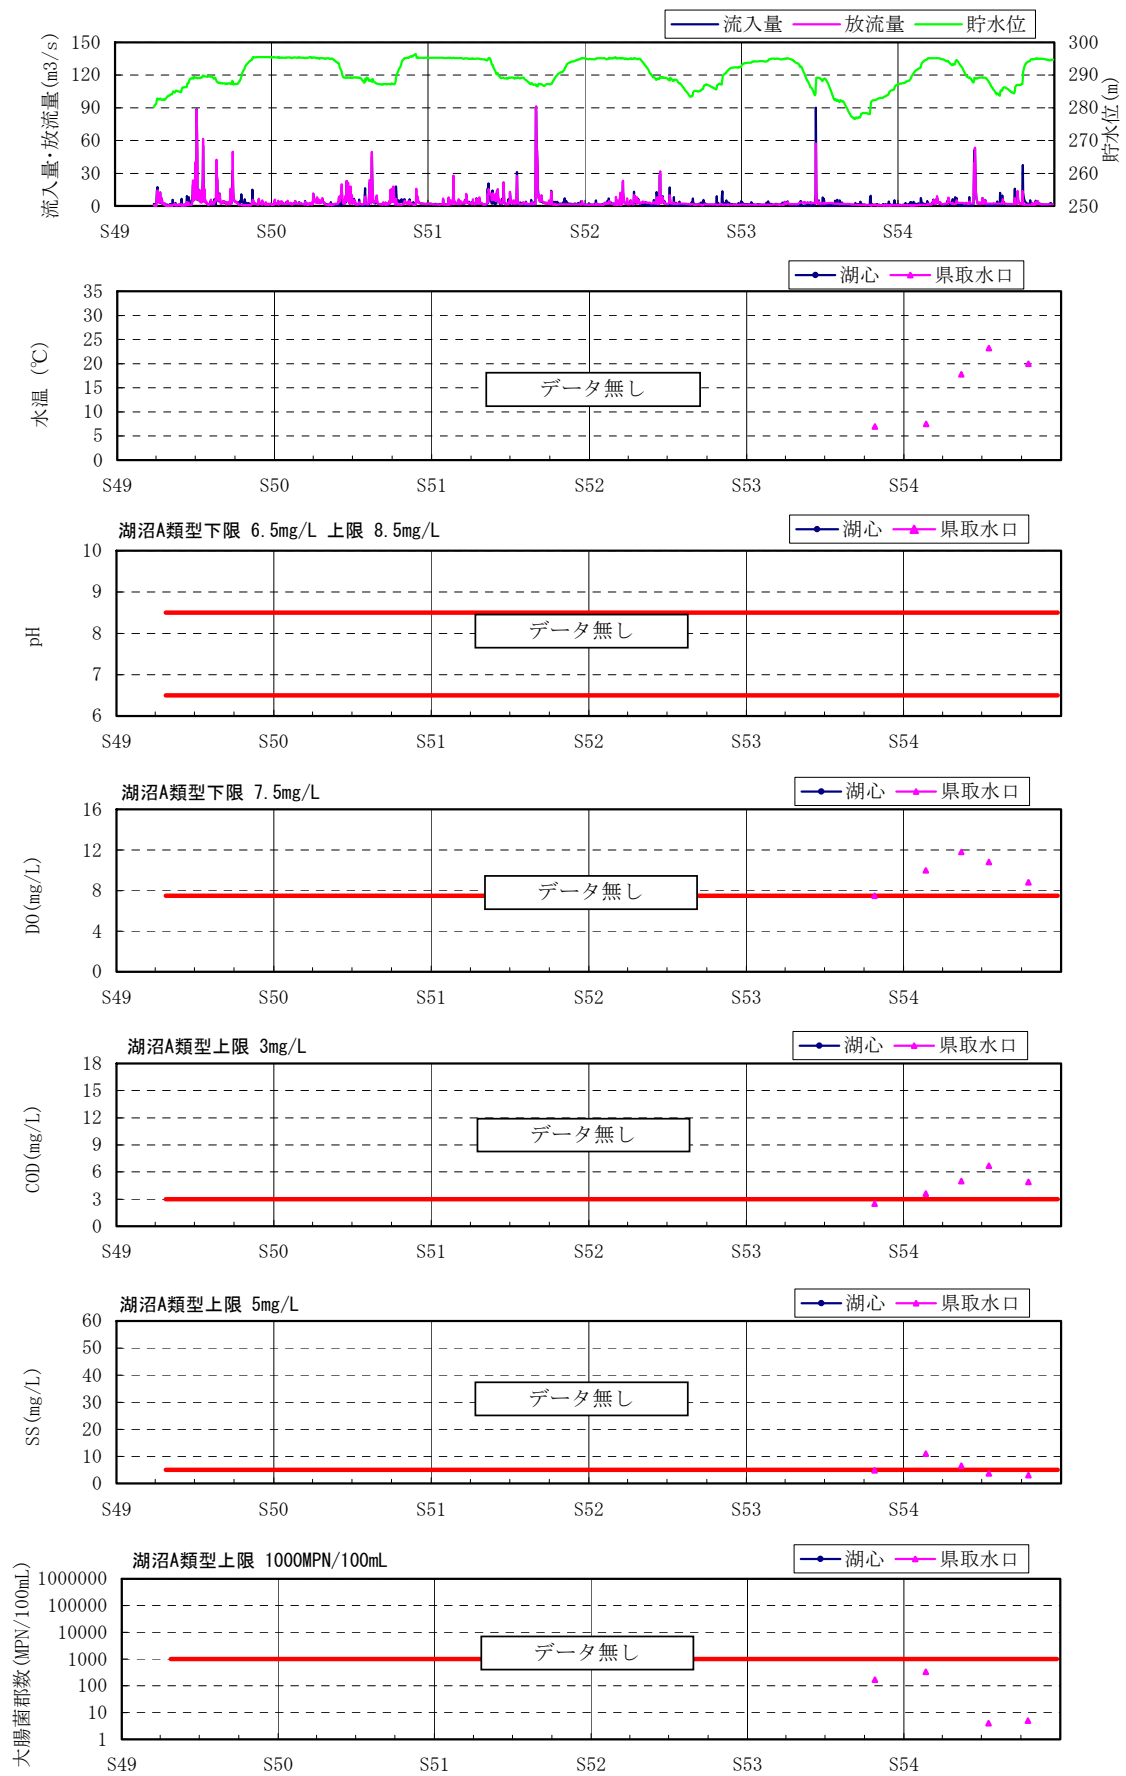 流入量 放流量 貯水位
流入量・放流量(m3/s)
150
120
90
60
30
0
300
290
280
270
260
250
貯水位(m)
S49 S50 S51 S52 S53 S54
湖心 県取水口
水温 (℃)
35
30
25
20
15
10
5
0
データ無し
S49 S50 S51 S52 S53 S54
湖沼A類型下限 6.5mg/L 上限 8.5mg/L
湖心 県取水口
pH
10
9
8
7
6
データ無し
S49 S50 S51 S52 S53 S54
湖沼A類型下限 7.5mg/L
湖心 県取水口
DO(mg/L)
16
12
8
4
0
データ無し
S49 S50 S51 S52 S53 S54
湖沼A類型上限 3mg/L
湖心 県取水口
COD(mg/L)
18
15
12
9
6
3
0
データ無し
S49 S50 S51 S52 S53 S54
湖沼A類型上限 5mg/L
湖心 県取水口
SS(mg/L)
60
50
40
30
20
10
0
データ無し
S49 S50 S51 S52 S53 S54
湖沼A類型上限 1000MPN/100mL
湖心 県取水口
大腸菌郡数(MPN/100mL)
1000000
100000
10000
1000
100
10
1
データ無し
S49 S50 S51 S52 S53 S54